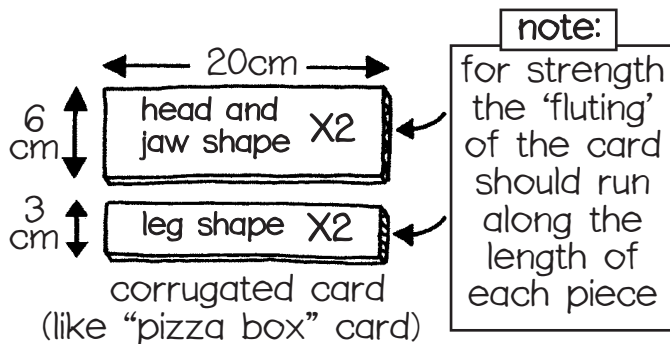 20cm
6
cm
head and
jaw shape X2
3
cm
leg shape X2
corrugated card
(like “pizza box” card)
note:
for strength
the ‘fluting’
of the card
should run
along the
length of
each piece